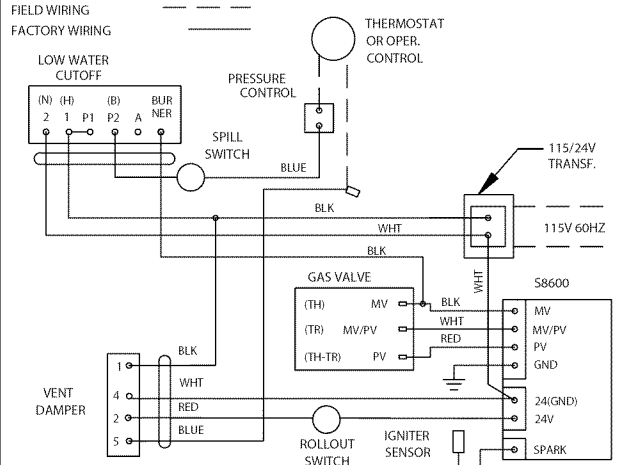 FIELD WIRING
FACTORY WIRING
THERMOSTAT
OR OPER.
CONTROL
LOW WATER
CUTOFF
PRESSURE
CONTROL
(N) (H) (B) BUR
2 1 P1 P2 A NER
SPILL
SWITCH
BLUE
115/24V
TRANSF.
BLK
WHT
115V 60HZ
BLK
WHT
GAS VALVE
S8600
(TH) MV
BLK
MV
(TR) MV/PV
WHT
MV/PV
RED
PV
(TH-TR) PV
GND
BLK
1
VENT
DAMPER
WHT
4
24(GND)
RED
2
24V
BLUE
5
ROLLOUT
SWITCH
IGNITER
SENSOR
SPARK